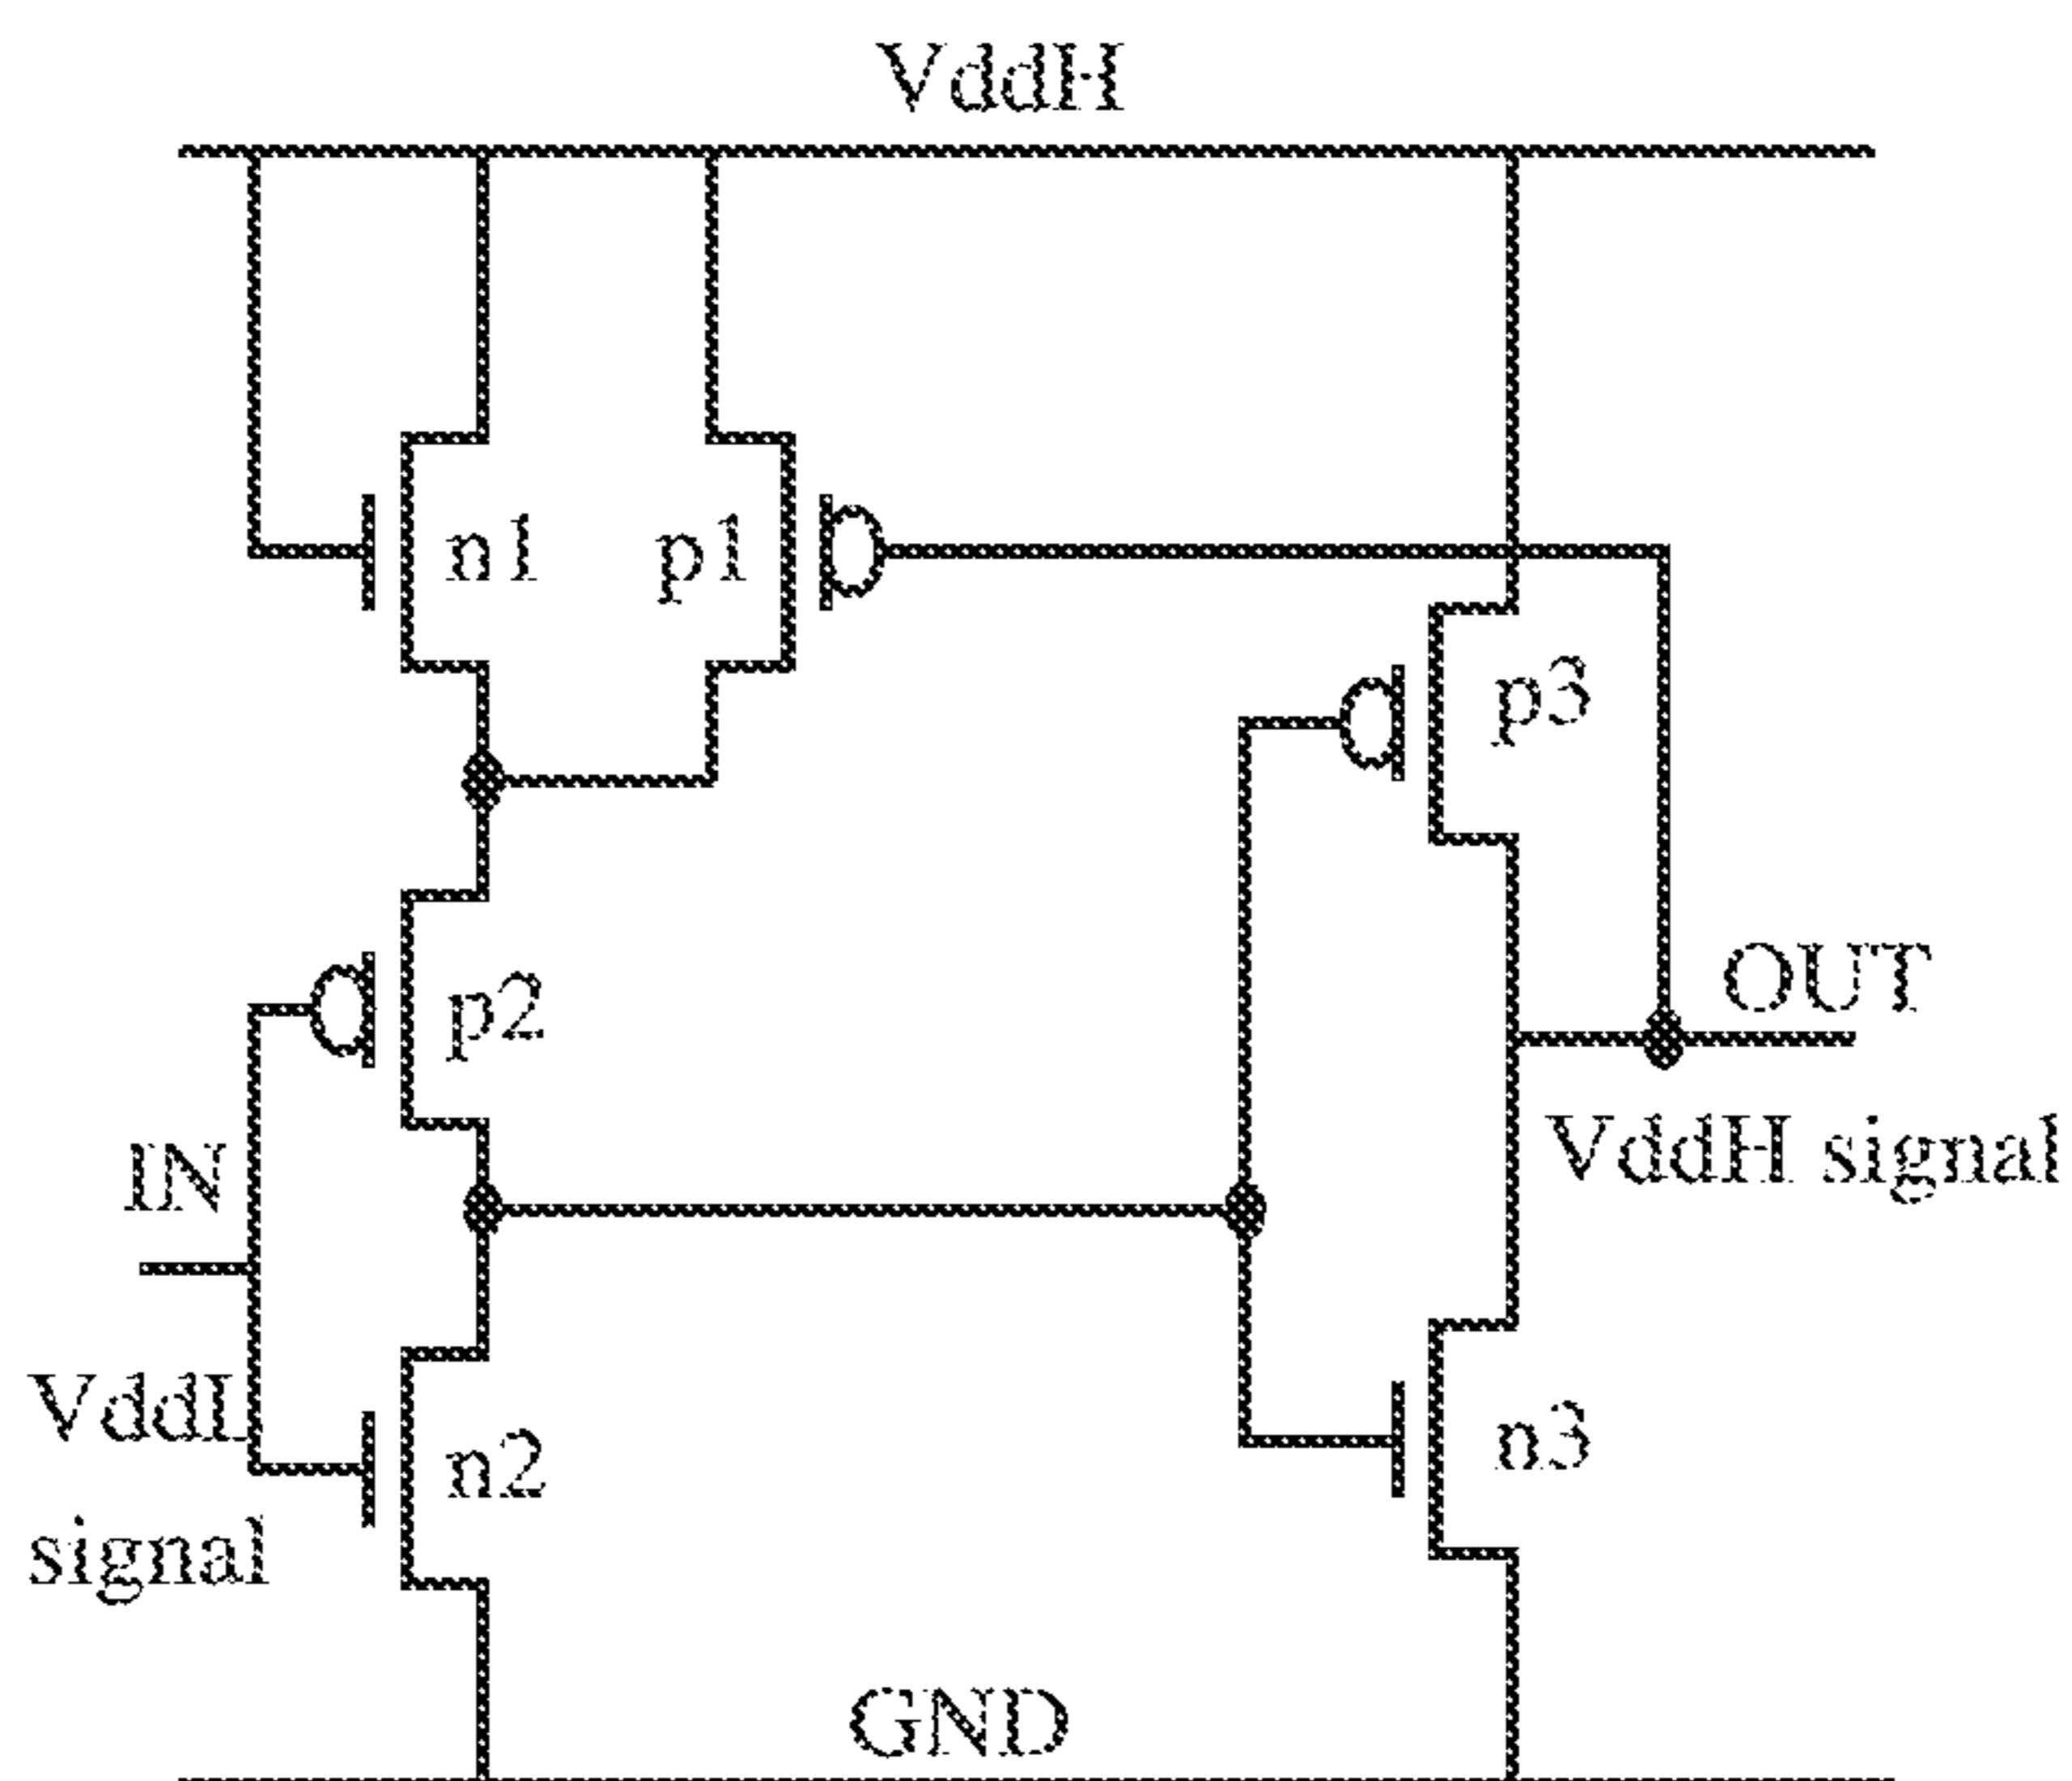 VddH
n1
p1
p3
p2
OUT
IN
VddH signal
VddL
signal
n2
n3
GND